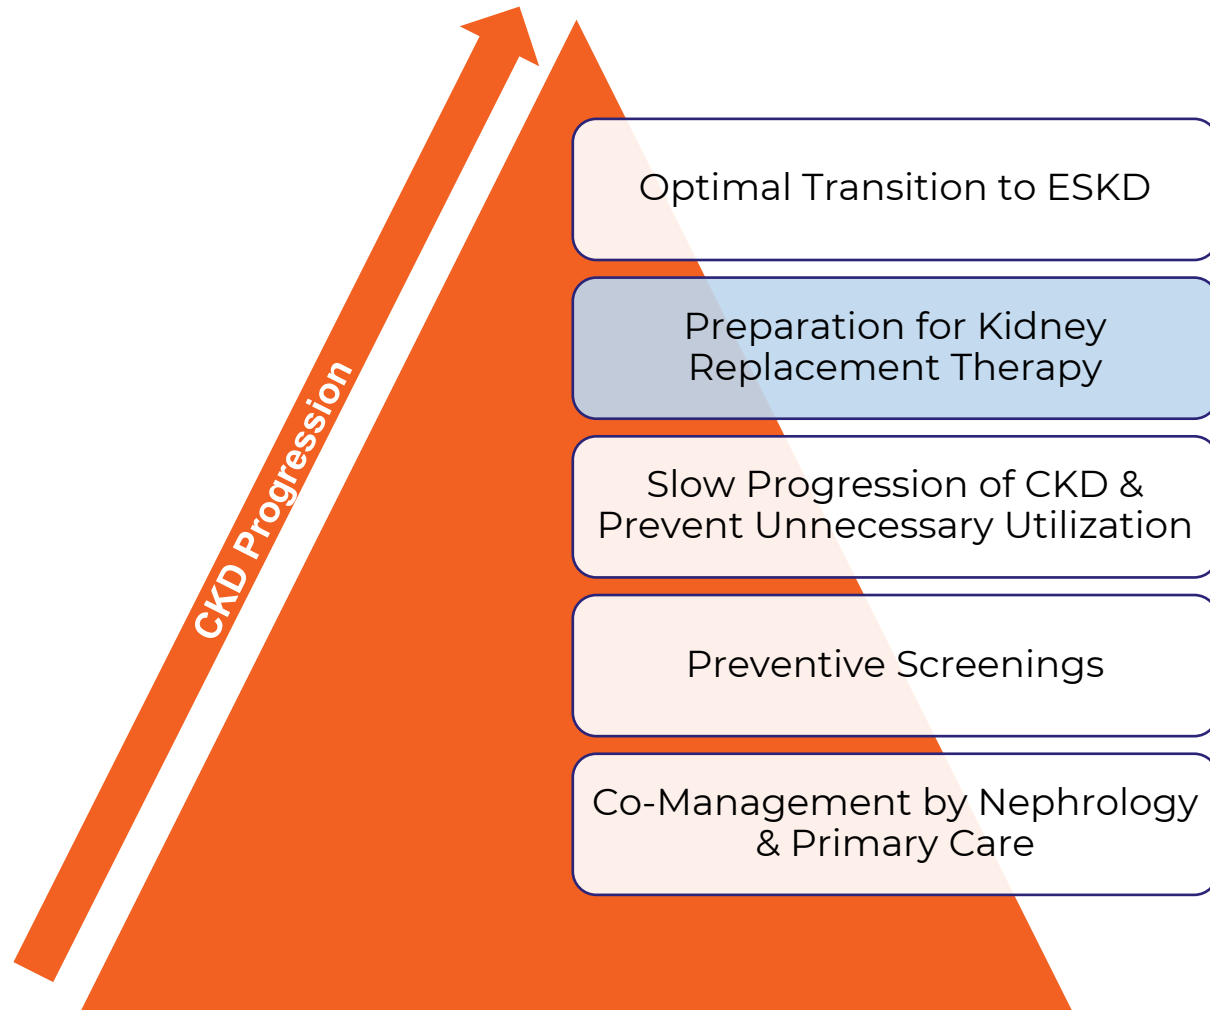 CKD Progression
Optimal Transition to ESKD
Preparation for Kidney
Replacement Therapy
Slow Progression of CKD &
Prevent Unnecessary Utilization
Preventive Screenings
Co-Management by Nephrology
& Primary Care